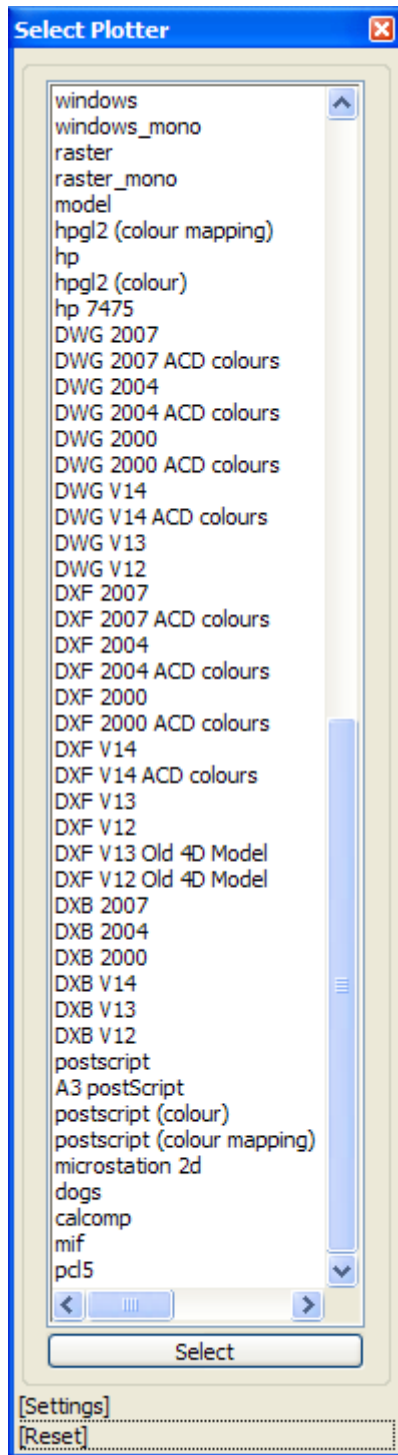 Select Plotter
windows
windows_mono
raster
raster_mono
model
hpgl2 (colour mapping)
hp
hpgl2 (colour)
hp 7475
DWG 2007
DWG 2007 ACD colours
DWG 2004
DWG 2004 ACD colours
DWG 2000
DWG 2000 ACD colours
DWG V14
DWG V14 ACD colours
DWG V13
DWG V12
DXF 2007
DXF 2007 ACD colours
DXF 2004
DXF 2004 ACD colours
DXF 2000
DXF 2000 ACD colours
DXF V14
DXF V14 ACD colours
DXF V13
DXF V12
DXF V13 Old 4D Model
DXF V12 Old 4D Model
DXB 2007
DXB 2004
DXB 2000
DXB V14
DXB V13
DXB V12
postscript
A3 postScript
postscript (colour)
postscript (colour mapping)
microstation 2d
dogs
calcomp
mif
pcl5
Select
[Settings]
[Reset]